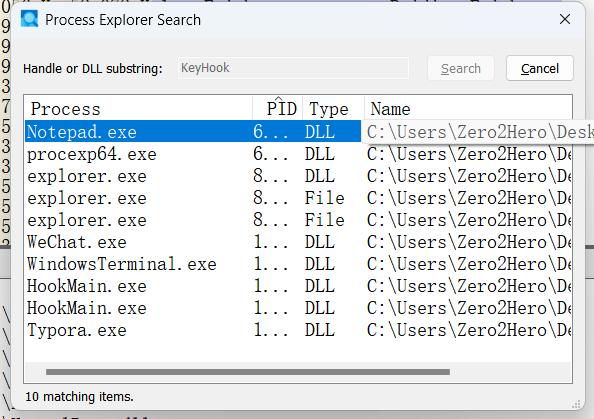 Process Explorer Search
Handle or DLL substring: KeyHook Search Cancel
Process PID Type Name
Notepad.exe 6... DLL C:\Users\Zero2Hero\Desk
procexp64.exe 6... DLL C:\Users\Zero2Hero\De
explorer.exe 8... DLL C:\Users\Zero2Hero\De
explorer.exe 8... File C:\Users\Zero2Hero\De
explorer.exe 8... File C:\Users\Zero2Hero\De
WeChat.exe 1... DLL C:\Users\Zero2Hero\De
WindowsTerminal.exe 1... DLL C:\Users\Zero2Hero\De
HookMain.exe 1... DLL C:\Users\Zero2Hero\De
HookMain.exe 1... DLL C:\Users\Zero2Hero\De
Typora.exe 1... DLL C:\Users\Zero2Hero\De
10 matching items.